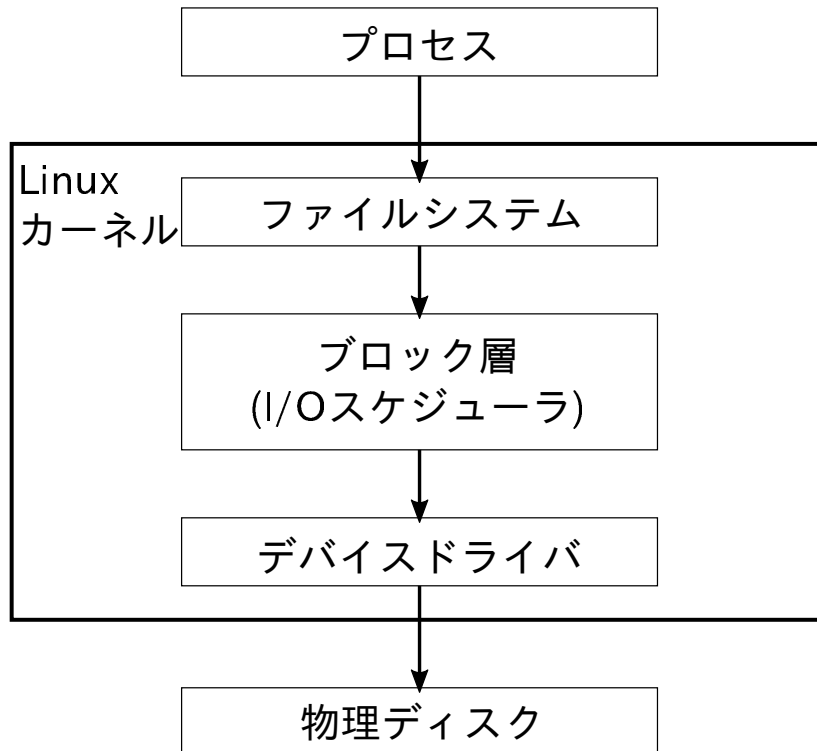 プロセス
Linux
カーネル
ファイルシステム
ブロック層
(I/Oスケジューラ)
デバイスドライバ
物理ディスク